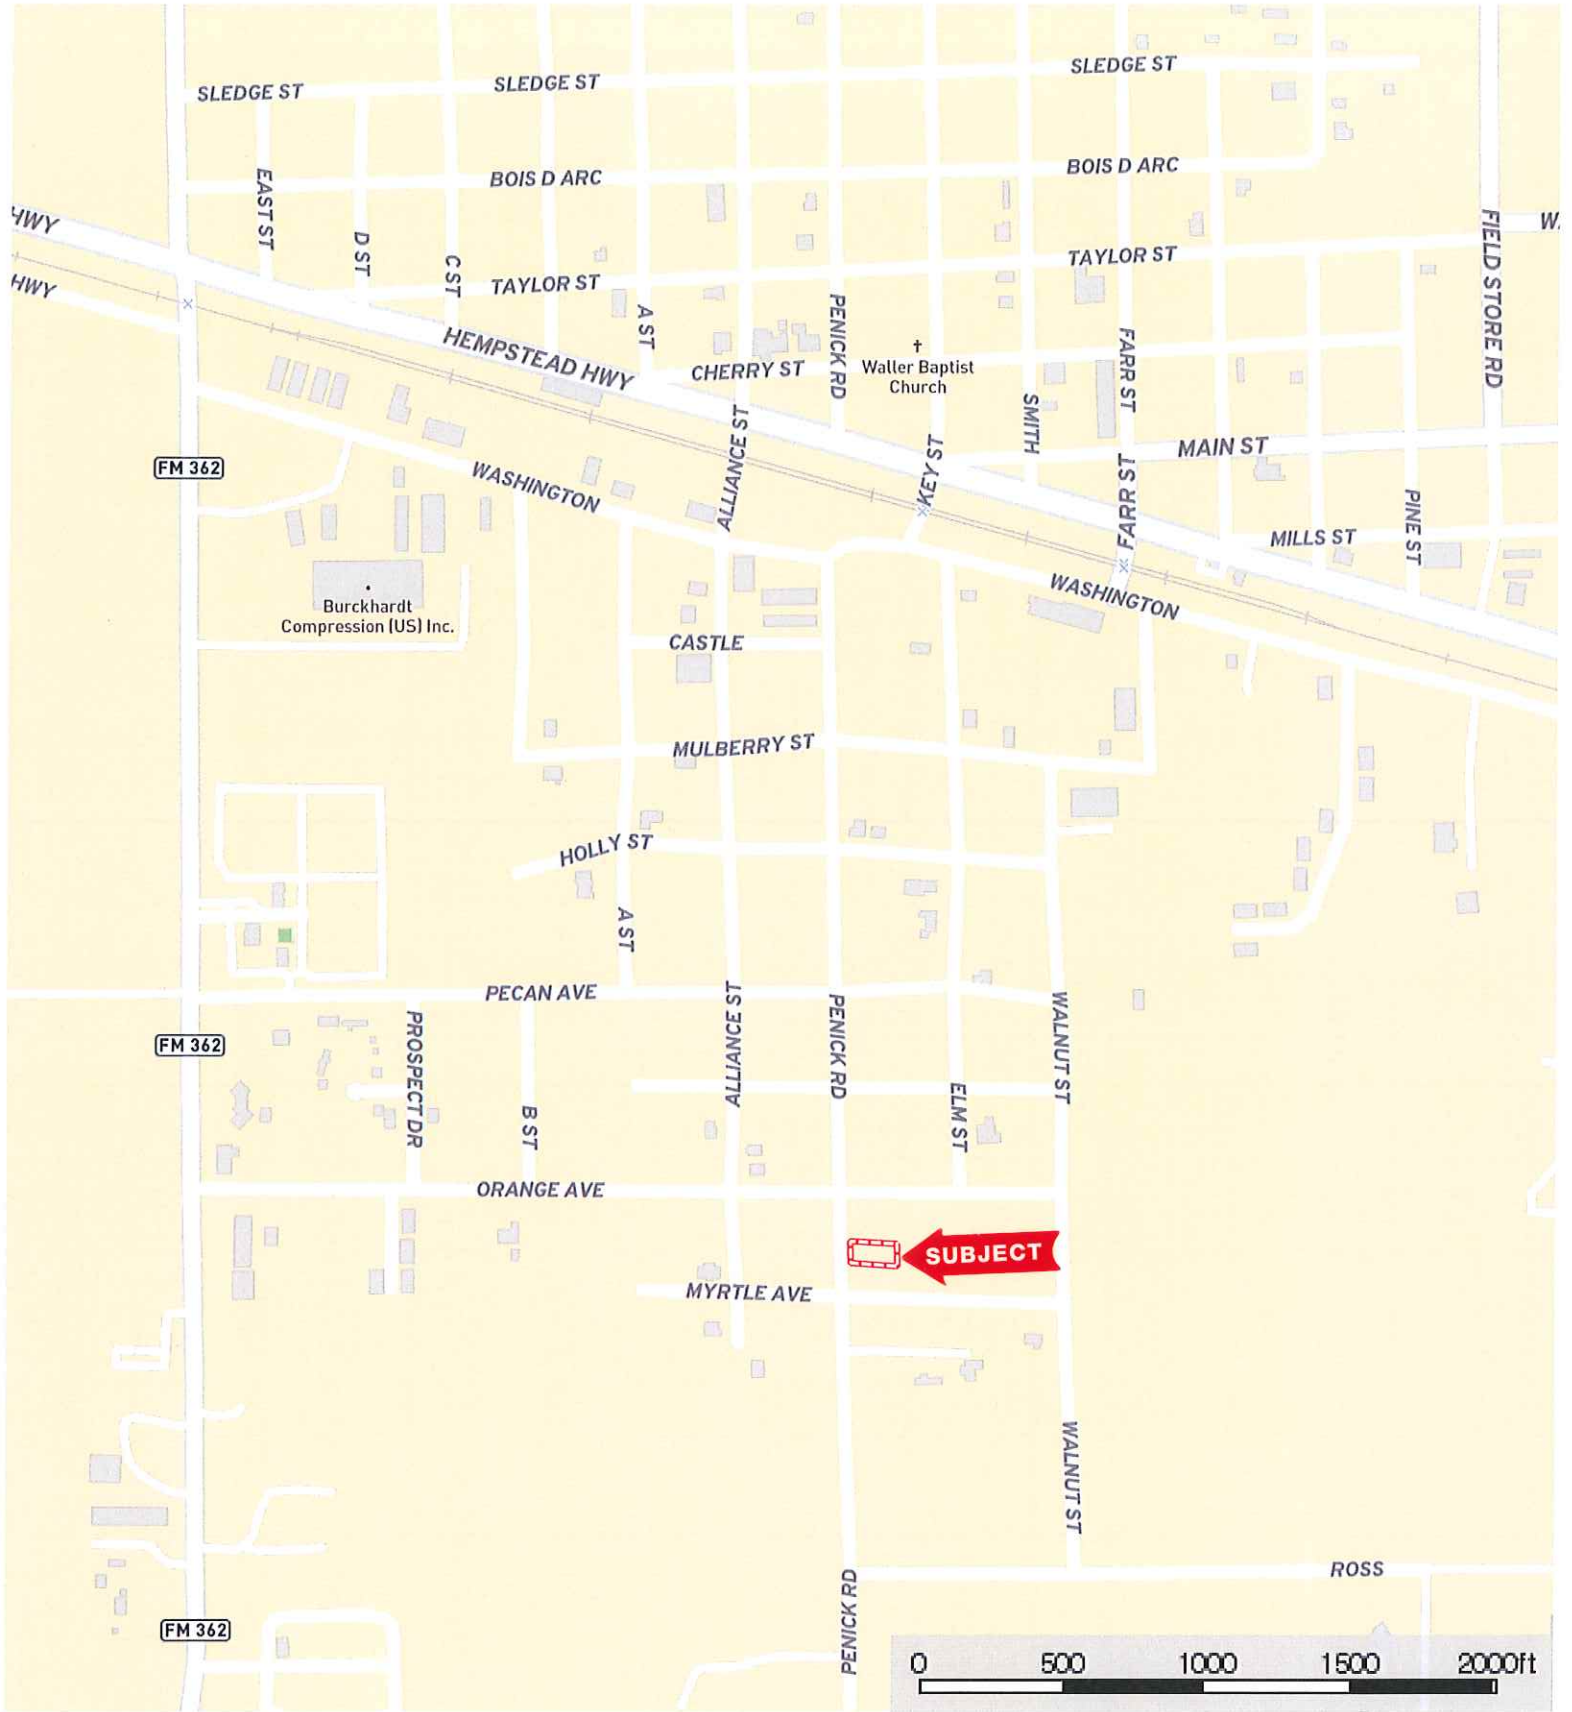 SLEDGE ST
SLEDGE ST
SLEDGE ST
EAST ST
BOIS D ARC
BOIS D ARC
HWY
D ST
C ST
TAYLOR ST
TAYLOR ST
FIELD STORE RD
W.
HWY
A ST
PENICK RD
HEMPSTEAD HWY
CHERRY ST
Waller Baptist
Church
FARR ST
SMITH
ALLIANCE ST
KEY ST
MAIN ST
FM 362
WASHINGTON
FARR ST
PINE ST
MILLS ST
WASHINGTON
Burckhardt
Compression (US) Inc.
CASTLE
MULBERRY ST
HOLLY ST
A ST
PECAN AVE
ALLIANCE ST
PENICK RD
WALNUT ST
FM 362
PROSPECT DR
B ST
ELM ST
ORANGE AVE
SUBJECT
MYRTLE AVE
WALNUT ST
ROSS
PENICK RD
FM 362
0 500 1000 1500 2000ft